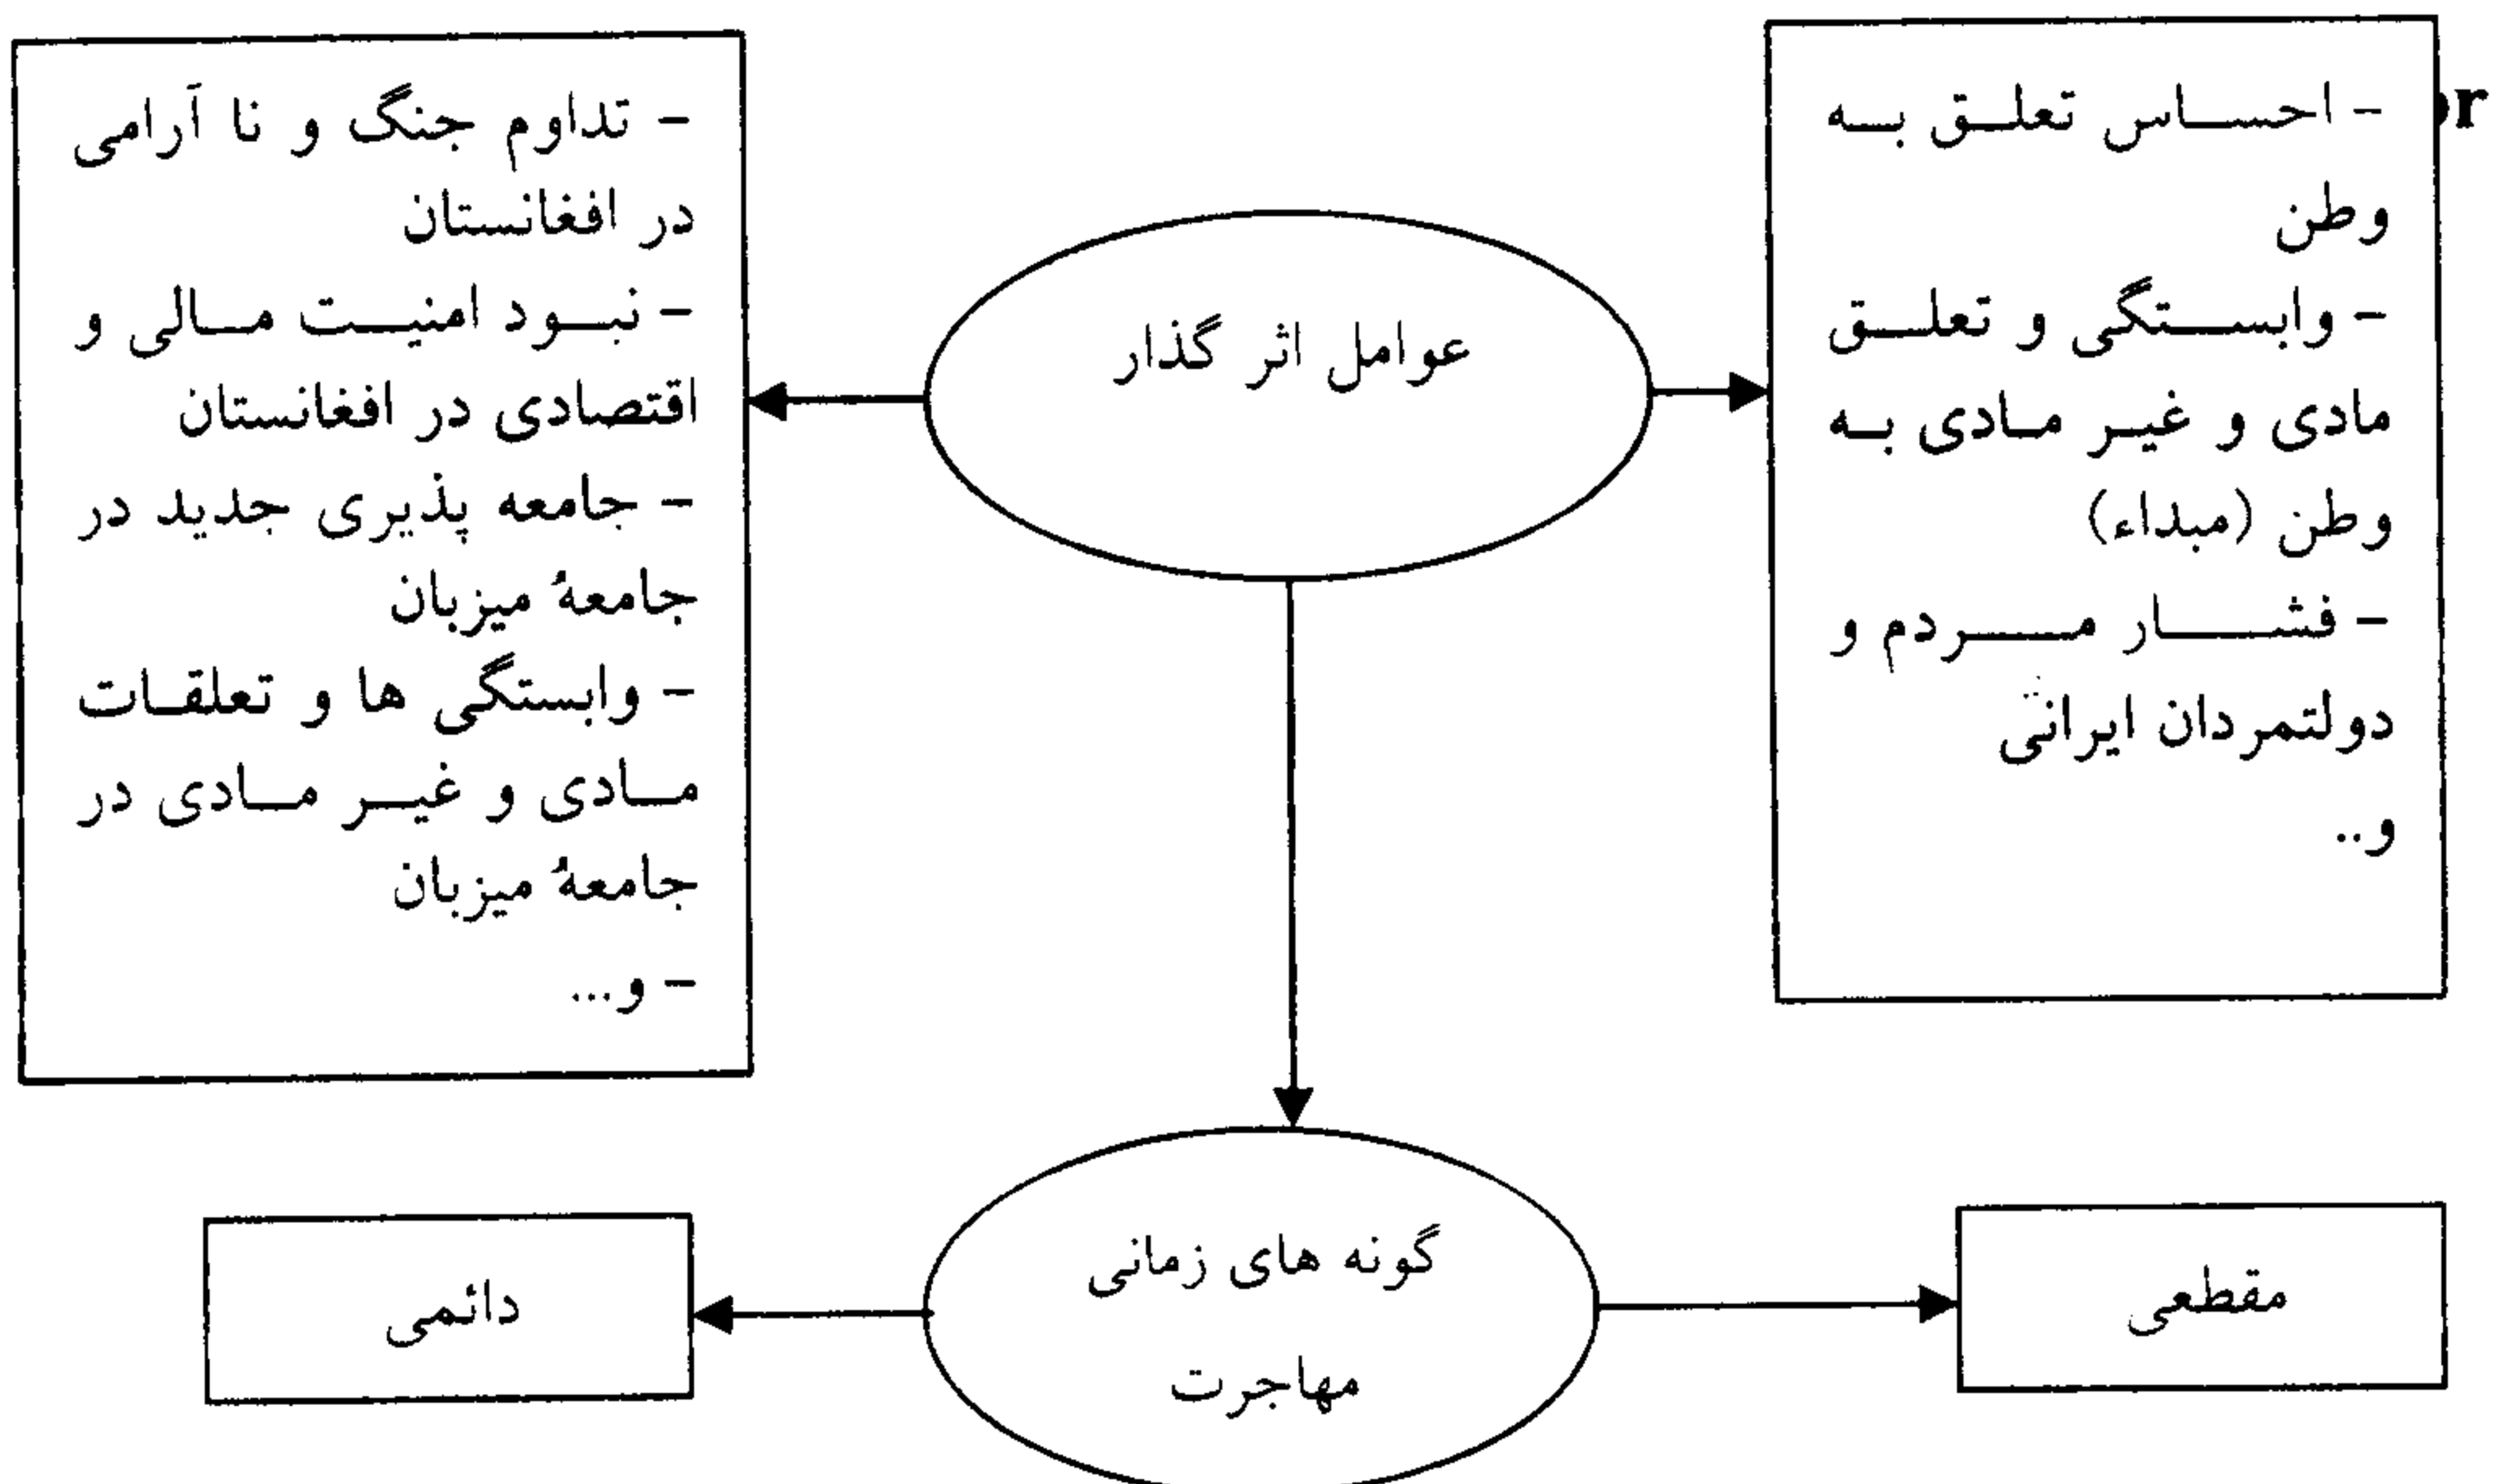 - احساس تعلق به
وطن
- وابستگی و تعلق
مادی و غیر مادی به
وطن (مبداء)
- فشار مردم و
دولتمردان ایرانی
و..
عوامل اثر گذار
- تداوم جنگ و نا آرامی
در افغانستان
- نبود امنیت مالی و
اقتصادی در افغانستان
- جامعه پذیری جدید در
جامعهٔ میزبان
- وابستگی ها و تعلقات
مادی و غیر مادی در
جامعهٔ میزبان
- و...
مقطعی
گونه های زمانی
مهاجرت
دائمی